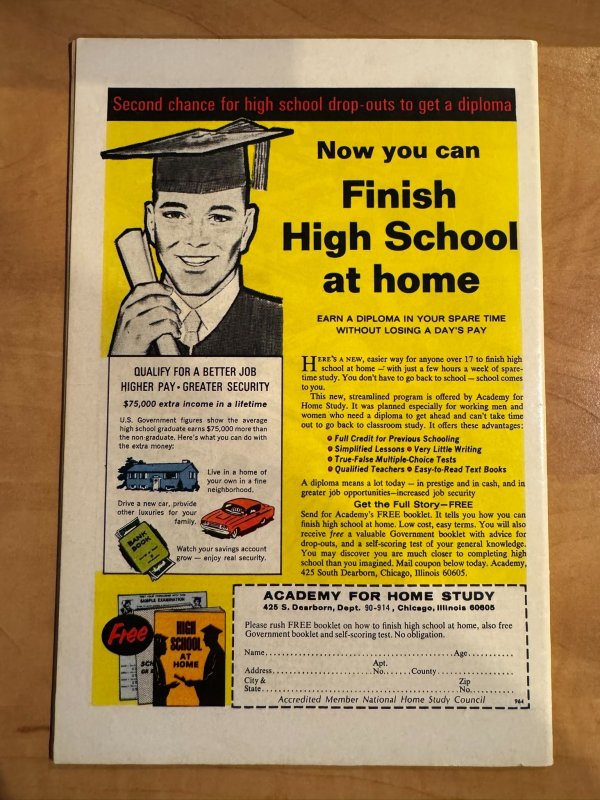 Second chance for high school drop-outs to get a diploma
Now you can
Finish
High School
at home
EARN A DIPLOMA IN YOUR SPARE TIME
WITHOUT LOSING A DAY'S PAY
QUALIFY FOR A BETTER JOB
HIGHER PAY • GREATER SECURITY
$75,000 extra income in a lifetime
U.S. Government figures show the average
high school graduate earns $75,000 more than
the non-graduate. Here's what you can do with
the extra money:
Live in a home of
your own in a fine
neighborhood.
Drive a new car, provide
other luxuries for your
family.
BANK
BOOK
Watch your savings account
grow — enjoy real security.
HERE'S A NEW, easier way for anyone over 17 to finish high
school at home — with just a few hours a week of spare-
time study. You don't have to go back to school — school comes
to you.
This new, streamlined program is offered by Academy for
Home Study. It was planned especially for working men and
women who need a diploma to get ahead and can't take time
out to go back to classroom study. It offers these advantages:
• Full Credit for Previous Schooling
• Simplified Lessons • Very Little Writing
• True-False Multiple-Choice Tests
• Qualified Teachers • Easy-to-Read Text Books
A diploma means a lot today — in prestige and in cash, and in
greater job opportunities—increased job security
Get the Full Story—FREE
Send for Academy's FREE booklet. It tells you how you can
finish high school at home. Low cost, easy terms. You will also
receive free a valuable Government booklet with advice for
drop-outs, and a self-scoring test of your general knowledge.
You may discover you are much closer to completing high
school than you imagined. Mail coupon below today. Academy,
425 South Dearborn, Chicago, Illinois 60605.
SAMPLE EXAMINATION
Free
HIGH
SCHOOL
AT
HOME
ACADEMY FOR HOME STUDY
425 S. Dearborn, Dept. 90-914, Chicago, Illinois 60605
Please rush FREE booklet on how to finish high school at home, also free
Government booklet and self-scoring test. No obligation.
Name Age
Address Apt. No. County
City & State Zip No.
Accredited Member National Home Study Council 964